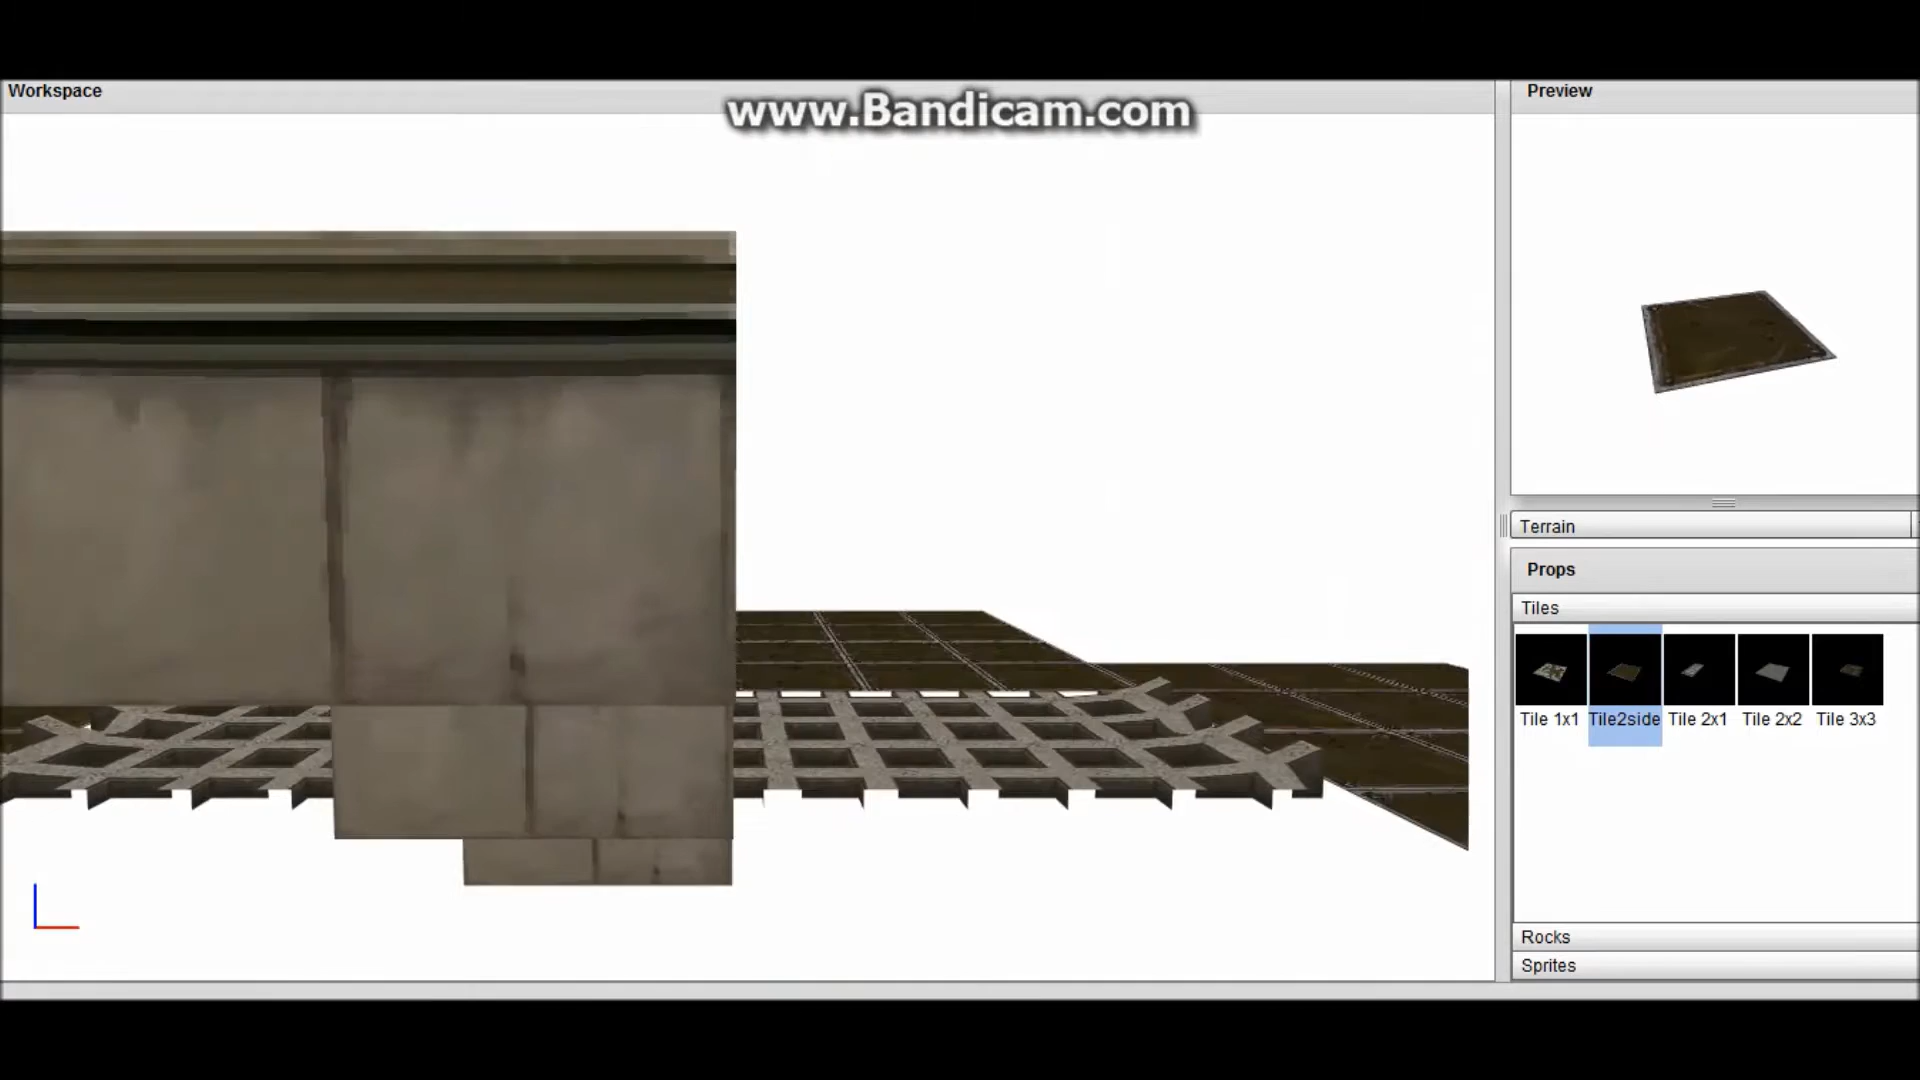 Workspace
www.Bandicam.com
Preview
Terrain
Props
Tiles
Tile 1x1
Tile2side
Tile 2x1
Tile 2x2
Tile 3x3
Rocks
Sprites